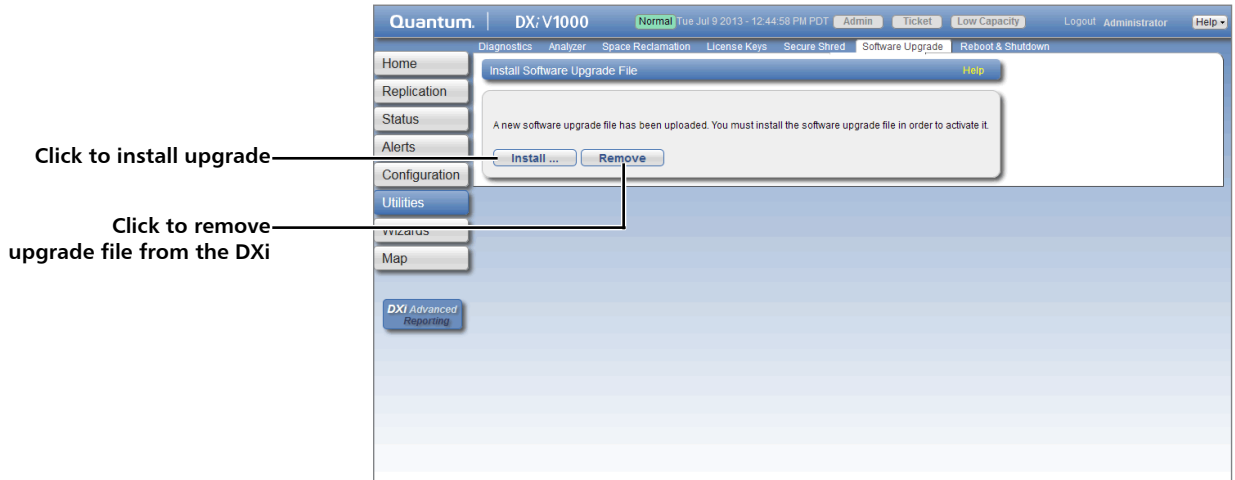 Quantum. DXi V1000 Normal Tue Jul 9 2013 - 12:44:58 PM PDT Admin Ticket Low Capacity Logout Administrator Help
Diagnostics Analyzer Space Reclamation License Keys Secure Shred Software Upgrade Reboot & Shutdown
Home
Replication
Status
Alerts
Configuration
Utilities
Wizards
Map
DXi Advanced
Reporting
Install Software Upgrade File Help
A new software upgrade file has been uploaded. You must install the software upgrade file in order to activate it.
Install ... Remove
Click to install upgrade
Click to remove
upgrade file from the DXi